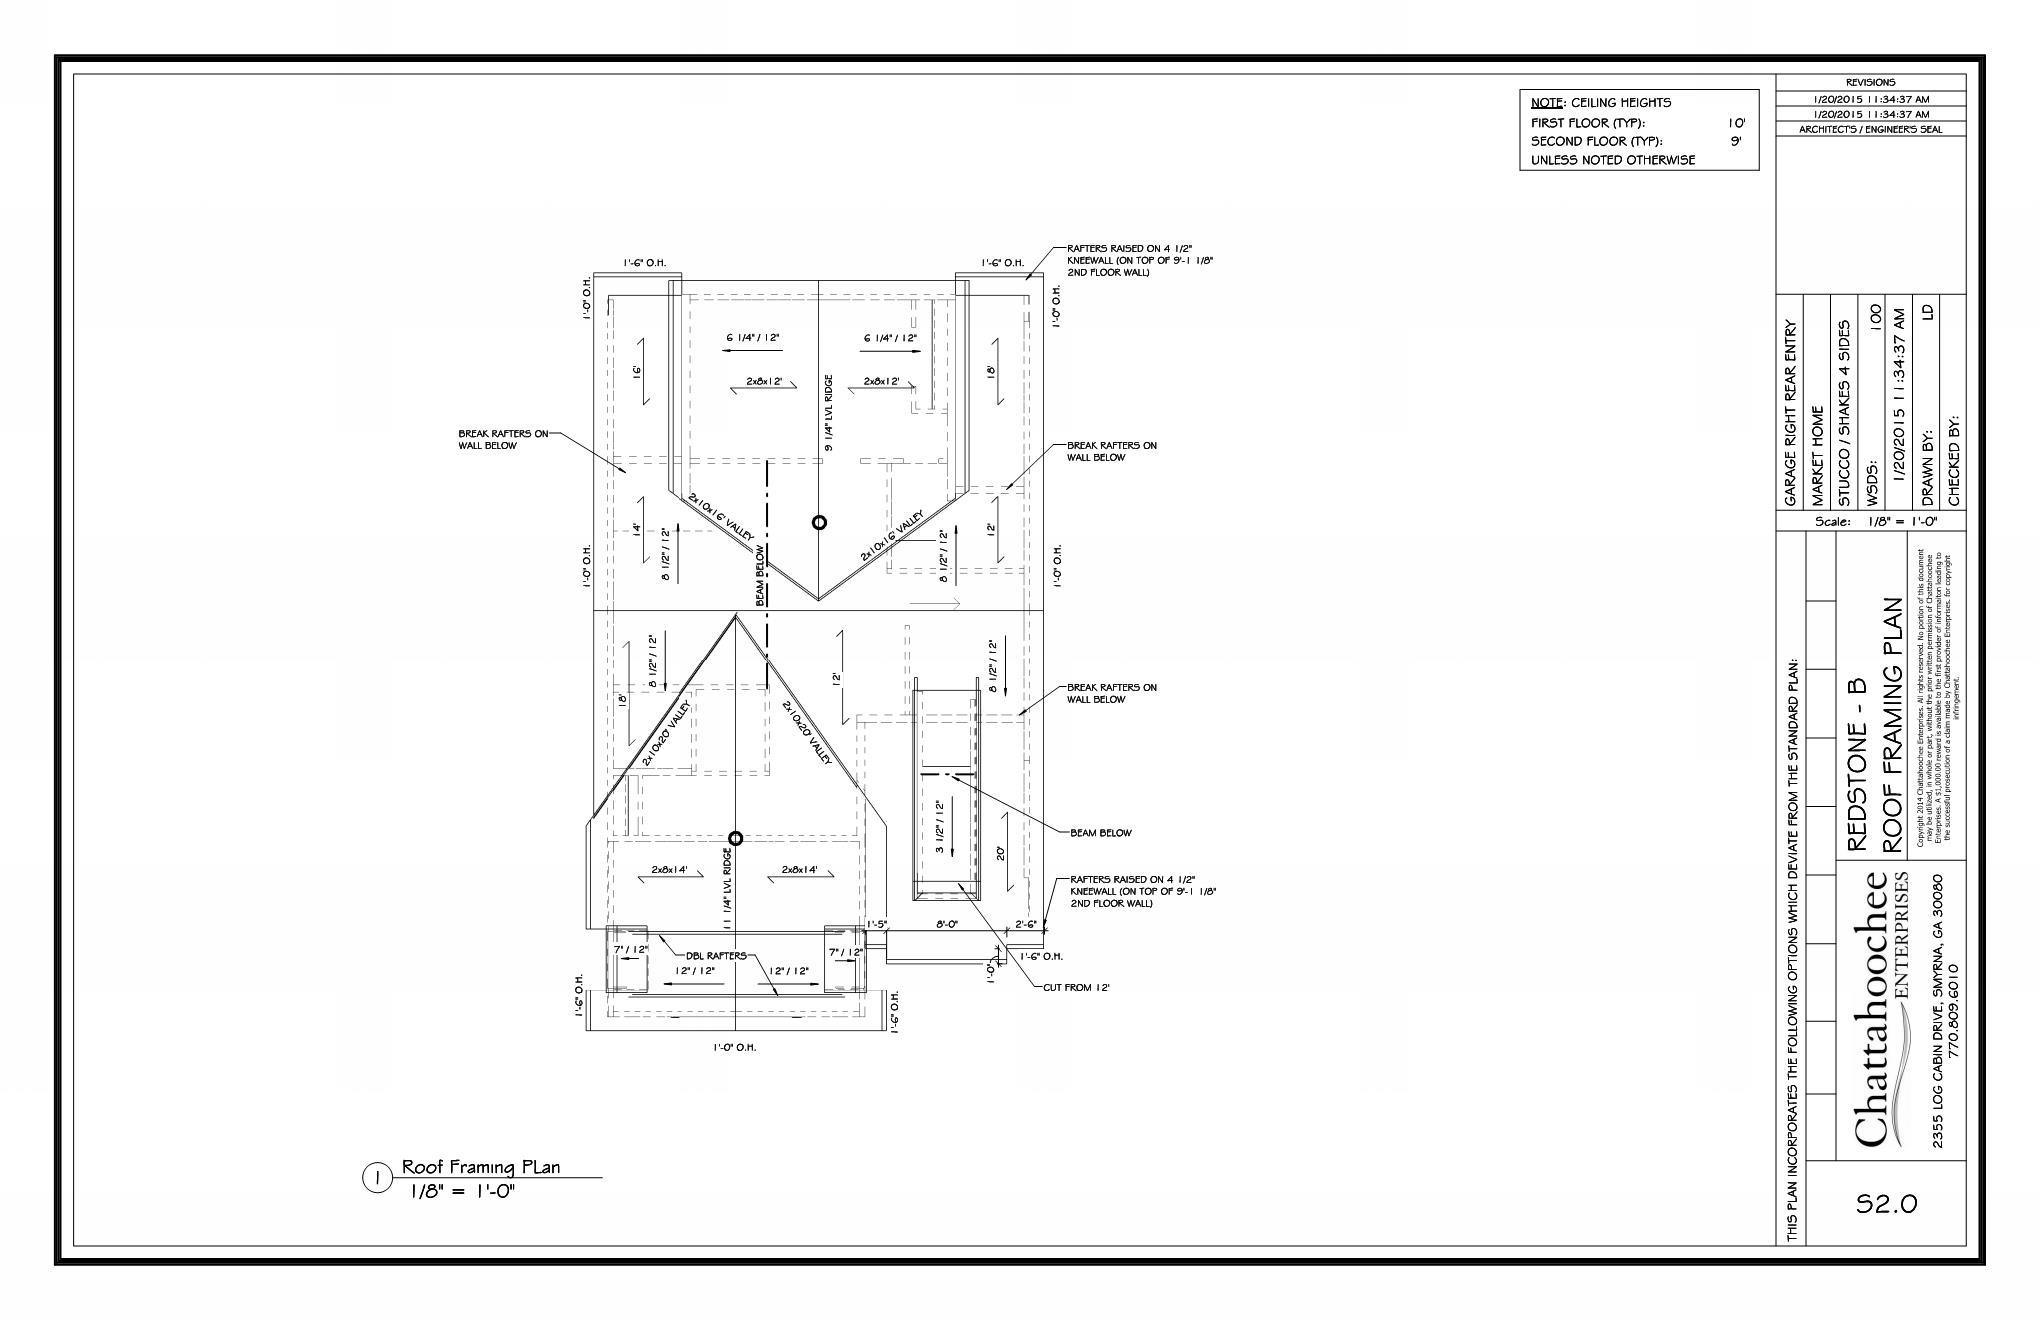 NOTE: CEILING HEIGHTS
FIRST FLOOR (TYP): 10'
SECOND FLOOR (TYP): 9'
UNLESS NOTED OTHERWISE
REVISIONS
1/20/2015 11:34:37 AM
1/20/2015 11:34:37 AM
ARCHITECT'S / ENGINEER'S SEAL
RAFTERS RAISED ON 4 1/2"
KNEEWALL (ON TOP OF 9'-1 1/8"
2ND FLOOR WALL)
1'-6" O.H.
1'-6" O.H.
1'-0" O.H.
1'-0" O.H.
6 1/4" / 12"
6 1/4" / 12"
16'
2x8x12'
2x8x12'
18'
9 1/4" LVL RIDGE
BREAK RAFTERS ON
WALL BELOW
BREAK RAFTERS ON
WALL BELOW
2x10x16' VALLEY
2x10x16' VALLEY
14'
12'
8 1/2" / 12"
8 1/2" / 12"
BEAM BELOW
1'-0" O.H.
1'-0" O.H.
8 1/2" / 12"
8 1/2" / 12"
18'
12'
2x10x20' VALLEY
2x10x20' VALLEY
BREAK RAFTERS ON
WALL BELOW
3 1/2" / 12"
BEAM BELOW
20'
2x8x14'
2x8x14'
11 1/4" LVL RIDGE
RAFTERS RAISED ON 4 1/2"
KNEEWALL (ON TOP OF 9'-1 1/8"
2ND FLOOR WALL)
1'-5"
8'-0"
2'-6"
7" / 12"
DBL RAFTERS
7" / 12"
12" / 12"
12" / 12"
1'-0"
1'-6" O.H.
CUT FROM 12'
1'-6" O.H.
1'-6" O.H.
1'-0" O.H.
1
Roof Framing PLan
1/8" = 1'-0"
GARAGE RIGHT REAR ENTRY
MARKET HOME
STUCCO / SHAKES 4 SIDES
WSDS: 100
1/20/2015 11:34:37 AM
DRAWN BY: LD
CHECKED BY:
Scale: 1/8" = 1'-0"
THIS PLAN INCORPORATES THE FOLLOWING OPTIONS WHICH DEVIATE FROM THE STANDARD PLAN:
REDSTONE - B
ROOF FRAMING PLAN
Copyright 2014 Chattahoochee Enterprises. All rights reserved. No portion of this document
may be utilized, in whole or part, without the prior written permission of Chattahoochee
Enterprises. A $1,000.00 reward is available to the first provider of informaiton leading to
the successful prosecution of a claim made by Chattahoochee Enterprises. for copyright
infringement.
Chattahoochee
ENTERPRISES
2355 LOG CABIN DRIVE, SMYRNA, GA 30080
770.809.6010
S2.0